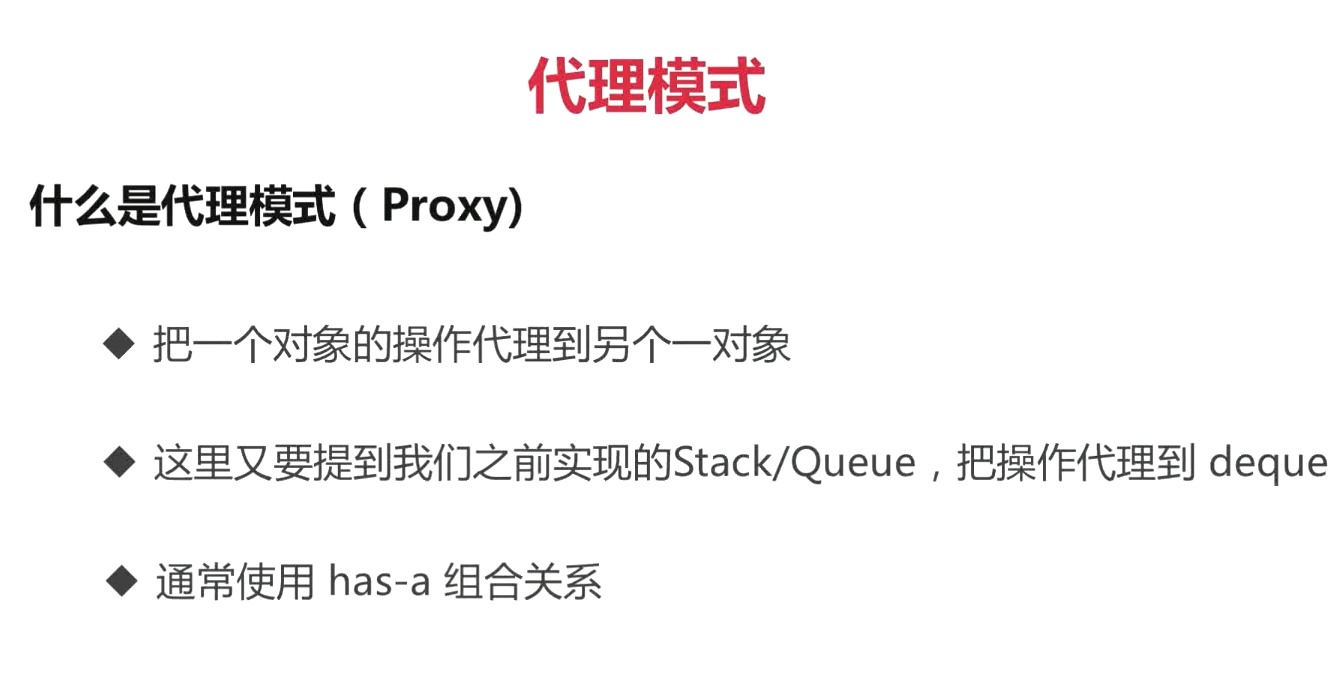 代理模式
什么是代理模式（Proxy)
◆ 把一个对象的操作代理到另个一对象
◆ 这里又要提到我们之前实现的Stack/Queue，把操作代理到 deque
◆ 通常使用 has-a 组合关系